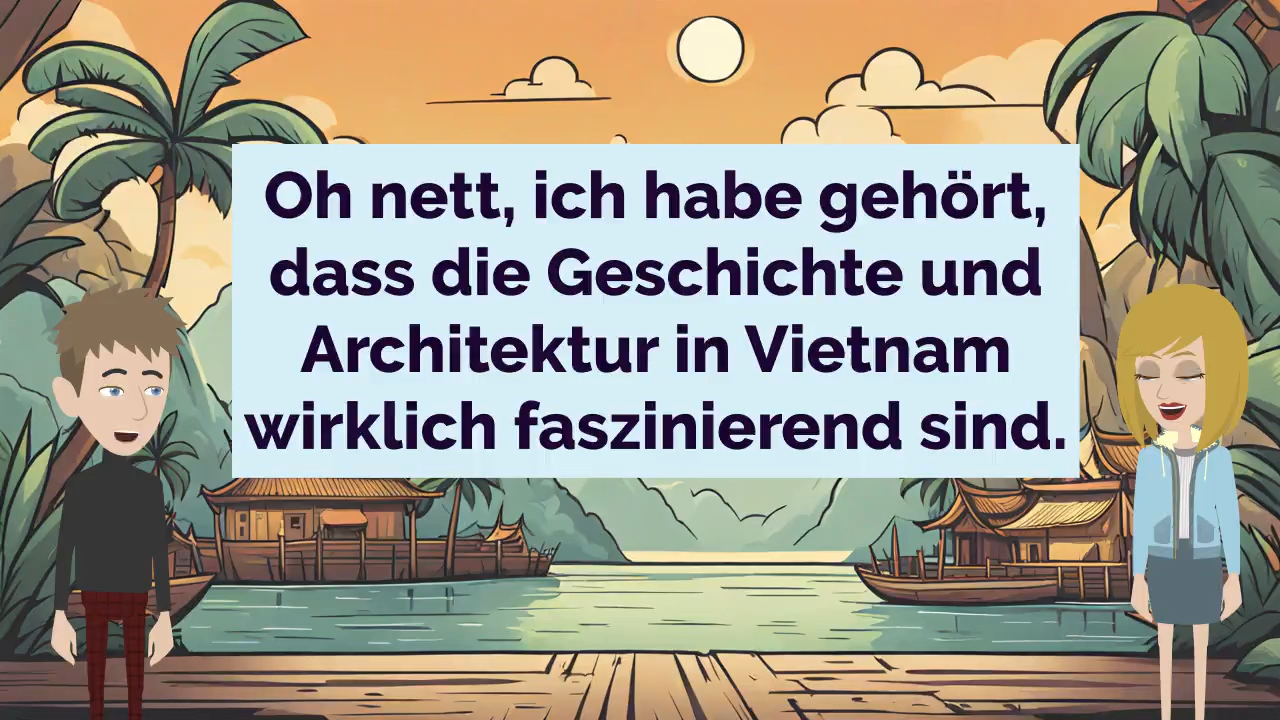 Oh nett, ich habe gehört,
dass die Geschichte und
Architektur in Vietnam
wirklich faszinierend sind.